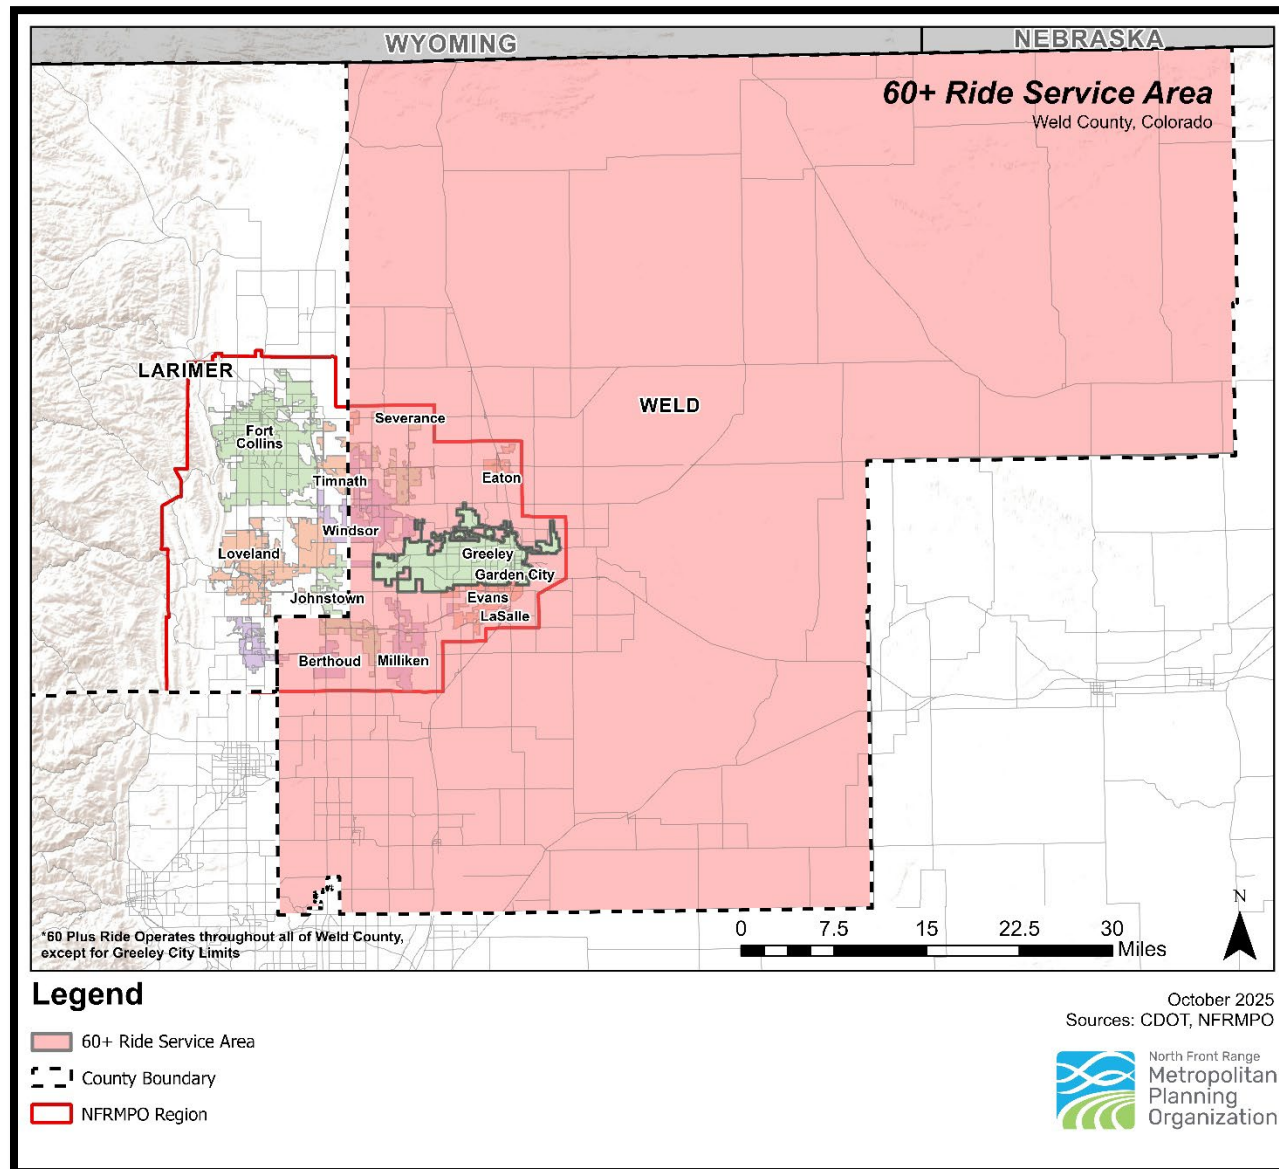 WYOMING
NEBRASKA
60+ Ride Service Area
Weld County, Colorado
LARIMER
WELD
Severance
Fort
Collins
Timnath
Eaton
Windsor
Loveland
Greeley
Garden City
Johnstown
Evans
LaSalle
Berthoud
Milliken
N
*60 Plus Ride Operates throughout all of Weld County,
except for Greeley City Limits
0 7.5 15 22.5 30
Miles
Legend
60+ Ride Service Area
County Boundary
NFRMPO Region
October 2025
Sources: CDOT, NFRMPO
North Front Range
Metropolitan
Planning
Organization